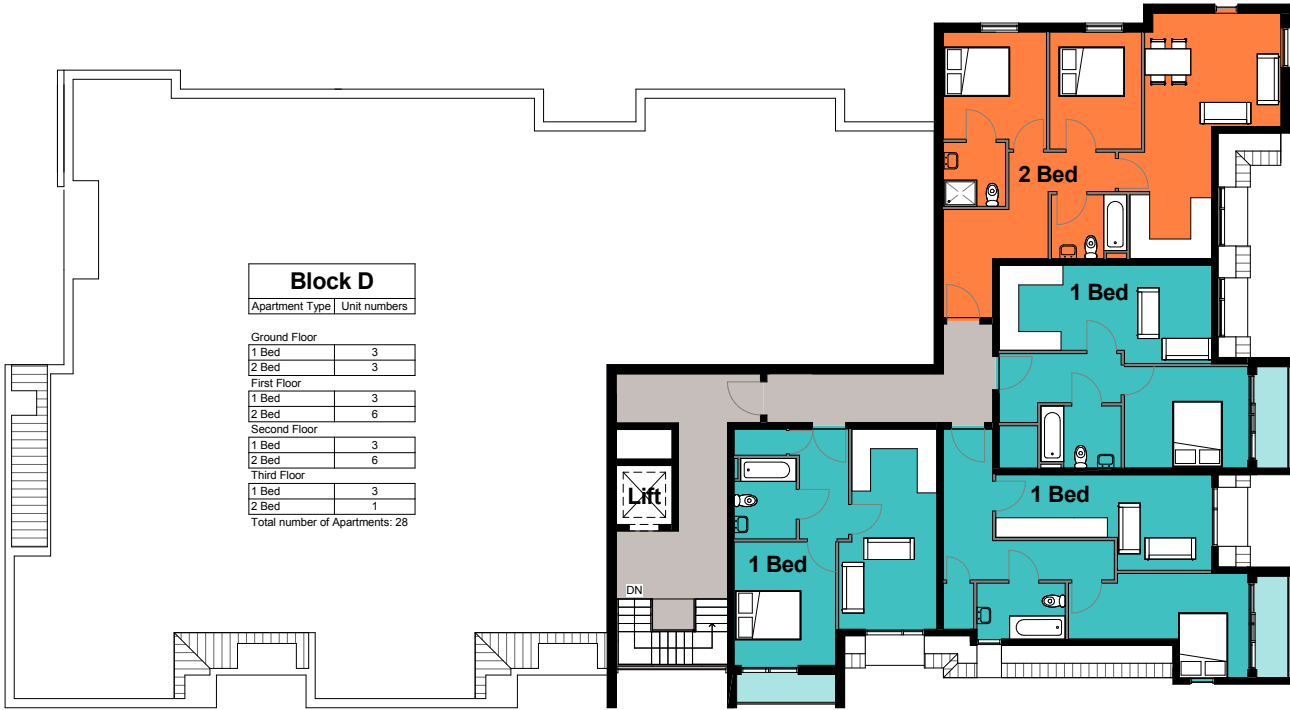 Block D
Apartment Type Unit numbers
Ground Floor
1 Bed 3
2 Bed 3
First Floor
1 Bed 3
2 Bed 6
Second Floor
1 Bed 3
2 Bed 6
Third Floor
1 Bed 3
2 Bed 1
Total number of Apartments: 28
2 Bed
1 Bed
Lift
1 Bed
1 Bed
DN